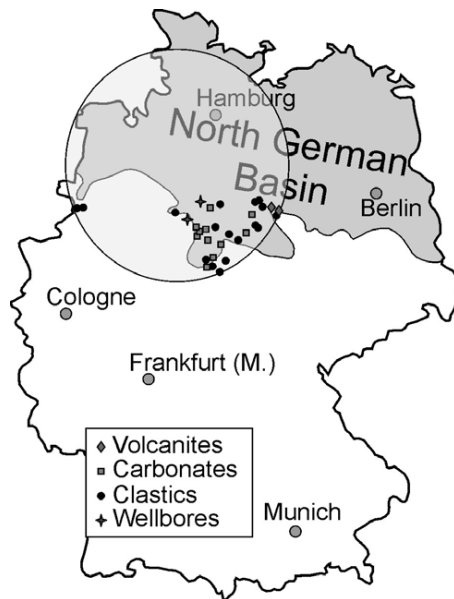 Hamburg
North German
Basin
Berlin
Cologne
Frankfurt (M.)
Volcanites
Carbonates
Clastics
Wellbores
Munich